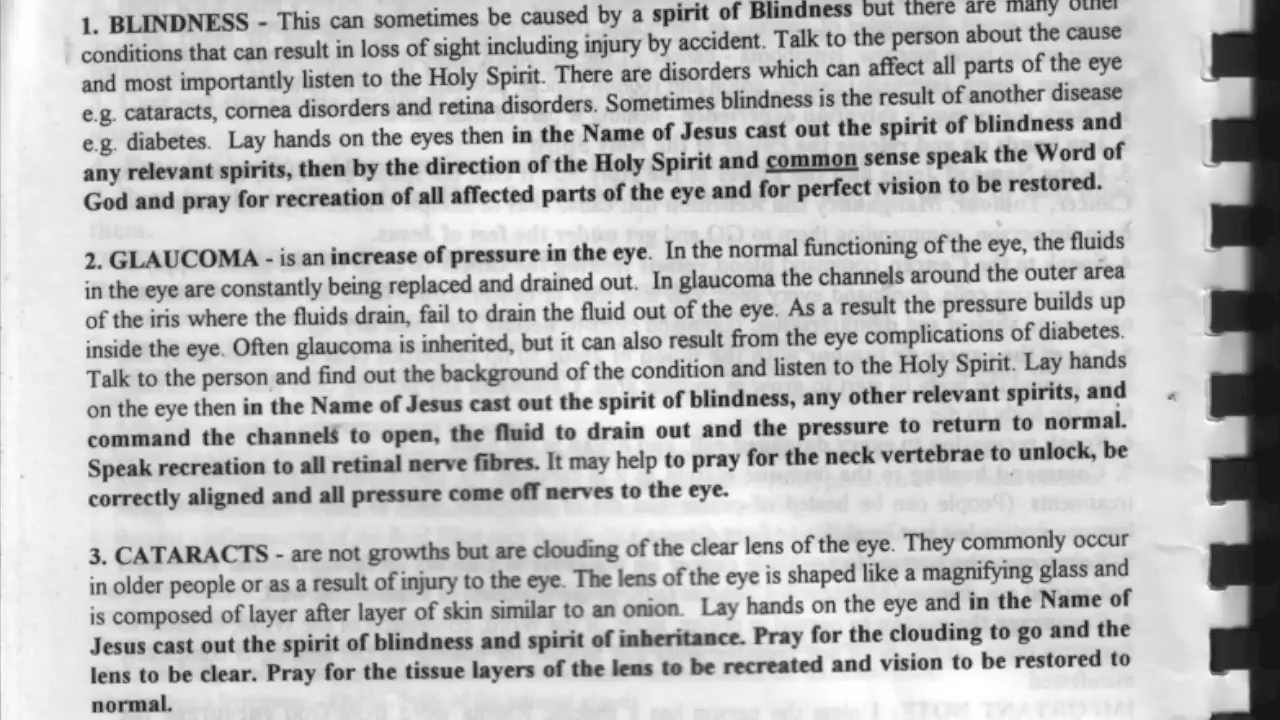 1. BLINDNESS - This can sometimes be caused by a spirit of Blindness but there are many other
conditions that can result in loss of sight including injury by accident. Talk to the person about the cause
and most importantly listen to the Holy Spirit. There are disorders which can affect all parts of the eye
e.g. cataracts, cornea disorders and retina disorders. Sometimes blindness is the result of another disease
e.g. diabetes. Lay hands on the eyes then in the Name of Jesus cast out the spirit of blindness and
any relevant spirits, then by the direction of the Holy Spirit and common sense speak the Word of
God and pray for recreation of all affected parts of the eye and for perfect vision to be restored.
2. GLAUCOMA - is an increase of pressure in the eye. In the normal functioning of the eye, the fluids
in the eye are constantly being replaced and drained out. In glaucoma the channels around the outer area
of the iris where the fluids drain, fail to drain the fluid out of the eye. As a result the pressure builds up
inside the eye. Often glaucoma is inherited, but it can also result from the eye complications of diabetes.
Talk to the person and find out the background of the condition and listen to the Holy Spirit. Lay hands
on the eye then in the Name of Jesus cast out the spirit of blindness, any other relevant spirits, and
command the channels to open, the fluid to drain out and the pressure to return to normal.
Speak recreation to all retinal nerve fibres. It may help to pray for the neck vertebrae to unlock, be
correctly aligned and all pressure come off nerves to the eye.
3. CATARACTS - are not growths but are clouding of the clear lens of the eye. They commonly occur
in older people or as a result of injury to the eye. The lens of the eye is shaped like a magnifying glass and
is composed of layer after layer of skin similar to an onion. Lay hands on the eye and in the Name of
Jesus cast out the spirit of blindness and spirit of inheritance. Pray for the clouding to go and the
lens to be clear. Pray for the tissue layers of the lens to be recreated and vision to be restored to
normal.